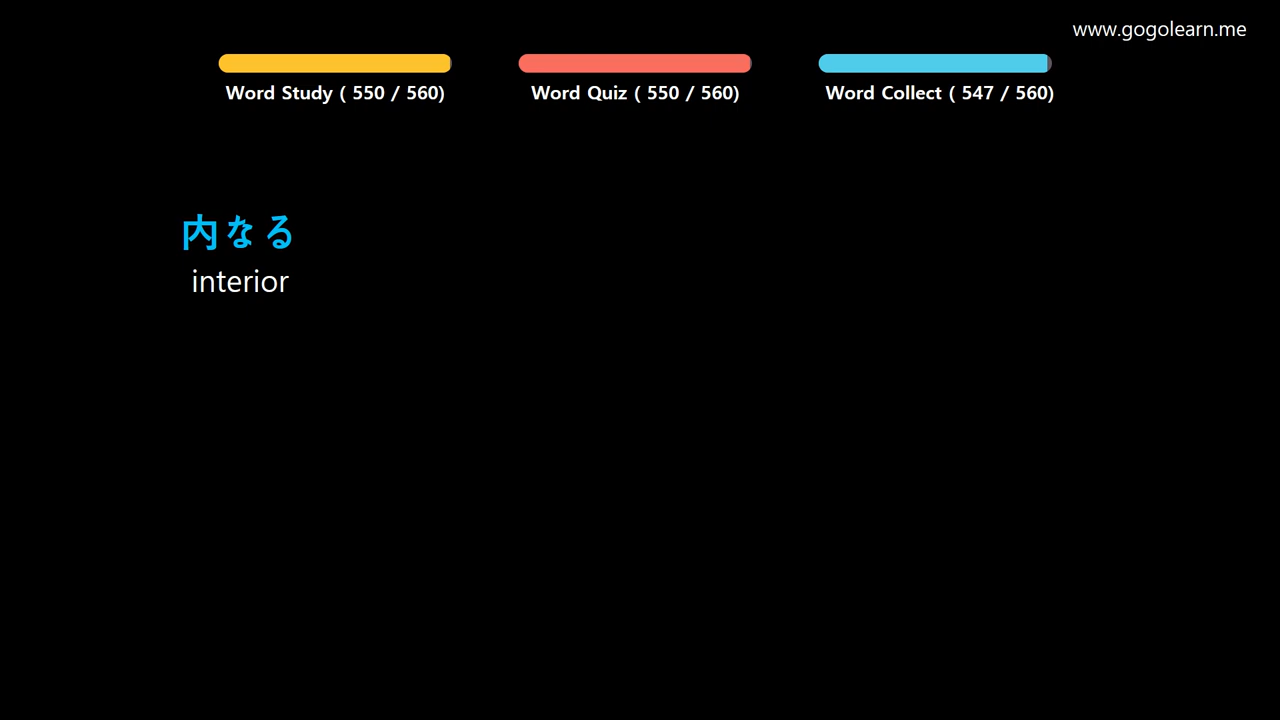 www.gogolearn.me
Word Study ( 550 / 560)
Word Quiz ( 550 / 560)
Word Collect ( 547 / 560)
内なる
interior